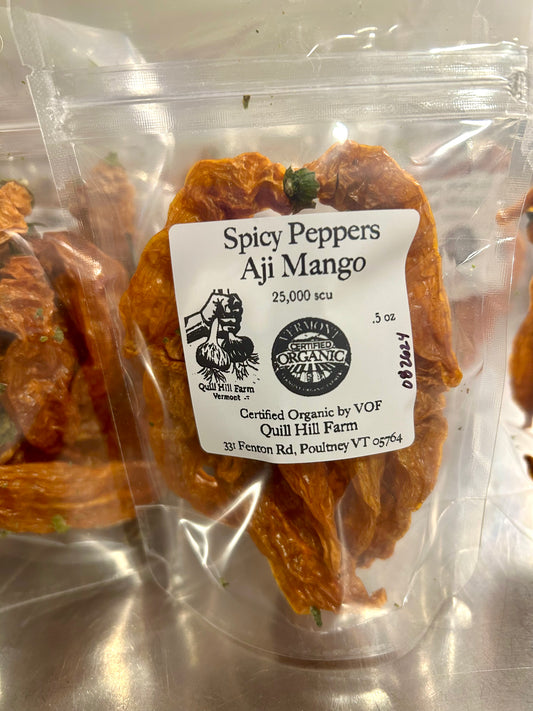 Spicy Peppers
Aji Mango
25,000 scu
.5 oz
VERMONT
CERTIFIED
ORGANIC
Quill Hill Farm
Vermont
082624
Certified Organic by VOF
Quill Hill Farm
331 Fenton Rd, Poultney VT 05764